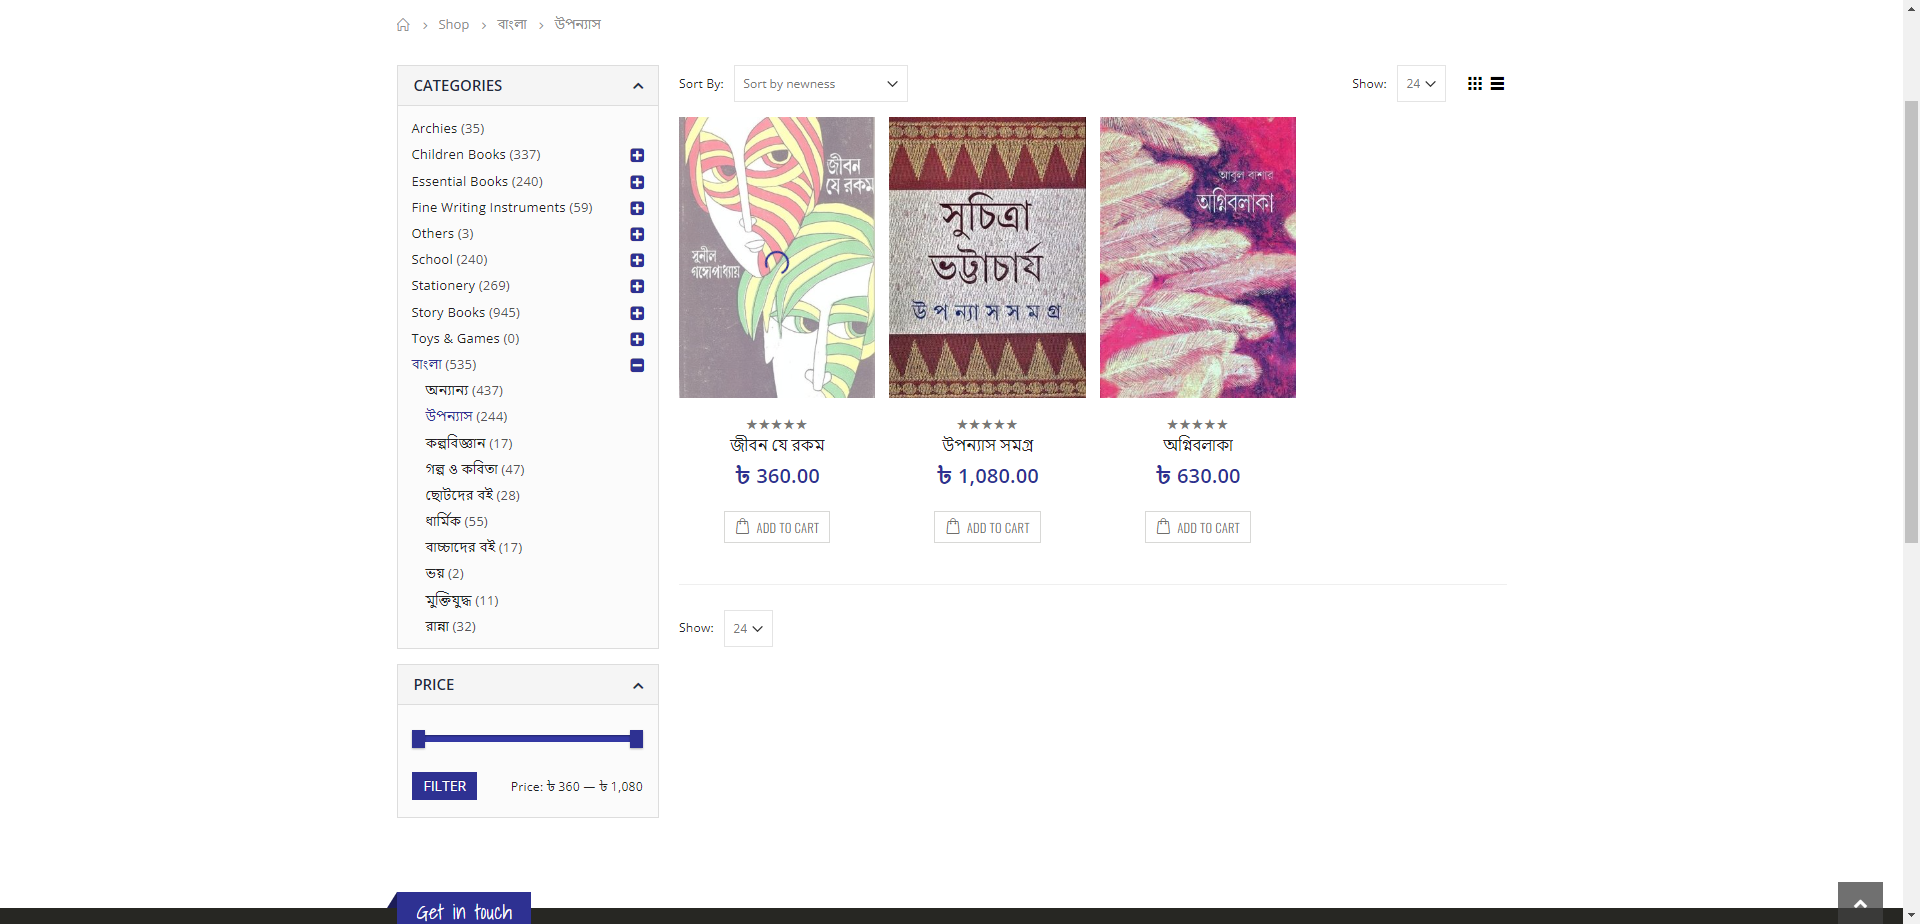 Shop > বাংলা > উপন্যাস
CATEGORIES
Archies (35)
Children Books (337)
Essential Books (240)
Fine Writing Instruments (59)
Others (3)
School (240)
Stationery (269)
Story Books (945)
Toys & Games (0)
বাংলা (535)
অন্যান্য (437)
উপন্যাস (244)
কল্পবিজ্ঞান (17)
গল্প ও কবিতা (47)
ছোটদের বই (28)
ধার্মিক (55)
বাচ্চাদের বই (17)
ভয় (2)
মুক্তিযুদ্ধ (11)
রান্না (32)
PRICE
FILTER
Price: ৳ 360 — ৳ 1,080
Sort By: Sort by newness
Show: 24
জীবন
যে রকম
সুনীল
গঙ্গোপাধ্যায়
জীবন যে রকম
৳ 360.00
ADD TO CART
সুচিত্রা
ভট্টাচার্য
উপন্যাসসমগ্র
উপন্যাস সমগ্র
৳ 1,080.00
ADD TO CART
আবুল বাশার
অগ্নিবলাকা
অগ্নিবলাকা
৳ 630.00
ADD TO CART
Show: 24
Get in touch